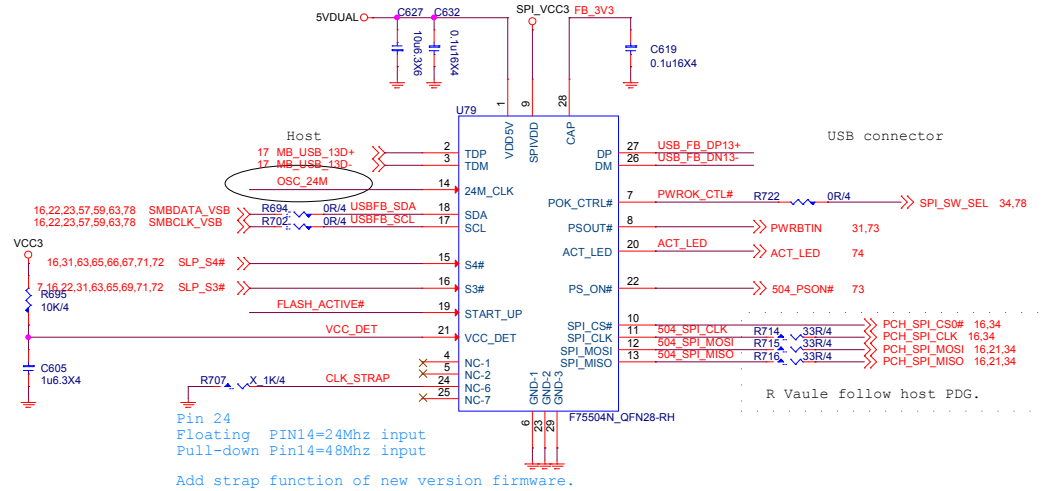 5VDUAL
C627
C632
SPI_VCC3
FB_3V3
10u6.3X6
0.1u16X4
C619
0.1u16X4
U79
1
9
28
VDD5V
SPIVDD
CAP
Host
USB connector
17 MB_USB_13D+
2
TDP
DP
27
USB_FB_DP13+
17 MB_USB_13D-
3
TDM
DM
26
USB_FB_DN13-
OSC_24M
14
24M_CLK
POK_CTRL#
7
PWROK_CTL#
R722
0R/4
SPI_SW_SEL 34,78
16,22,23,57,59,63,78 SMBDATA_VSB
R694
0R/4
USBFB_SDA
18
SDA
16,22,23,57,59,63,78 SMBCLK_VSB
R702
0R/4
USBFB_SCL
17
SCL
PSOUT#
8
PWRBTIN 31,73
VCC3
ACT_LED
20
ACT_LED
ACT_LED 74
16,31,63,65,66,67,71,72 SLP_S4#
15
S4#
7,16,22,31,63,65,69,71,72 SLP_S3#
16
S3#
PS_ON#
22
504_PSON# 73
R695
10K/4
FLASH_ACTIVE#
19
START_UP
VCC_DET
21
VCC_DET
SPI_CS#
10
PCH_SPI_CS0# 16,34
SPI_CLK
11
504_SPI_CLK
R714
33R/4
PCH_SPI_CLK 16,34
SPI_MOSI
12
504_SPI_MOSI
R715
33R/4
PCH_SPI_MOSI 16,21,34
SPI_MISO
13
504_SPI_MISO
R716
33R/4
PCH_SPI_MISO 16,21,34
C605
1u6.3X4
4
NC-1
5
NC-2
R707
X_1K/4
CLK_STRAP
24
NC-6
25
NC-7
GND-1
GND-2
GND-3
6
23
29
R Vaule follow host PDG.
F75504N_QFN28-RH
Pin 24
Floating PIN14=24Mhz input
Pull-down Pin14=48Mhz input
Add strap function of new version firmware.